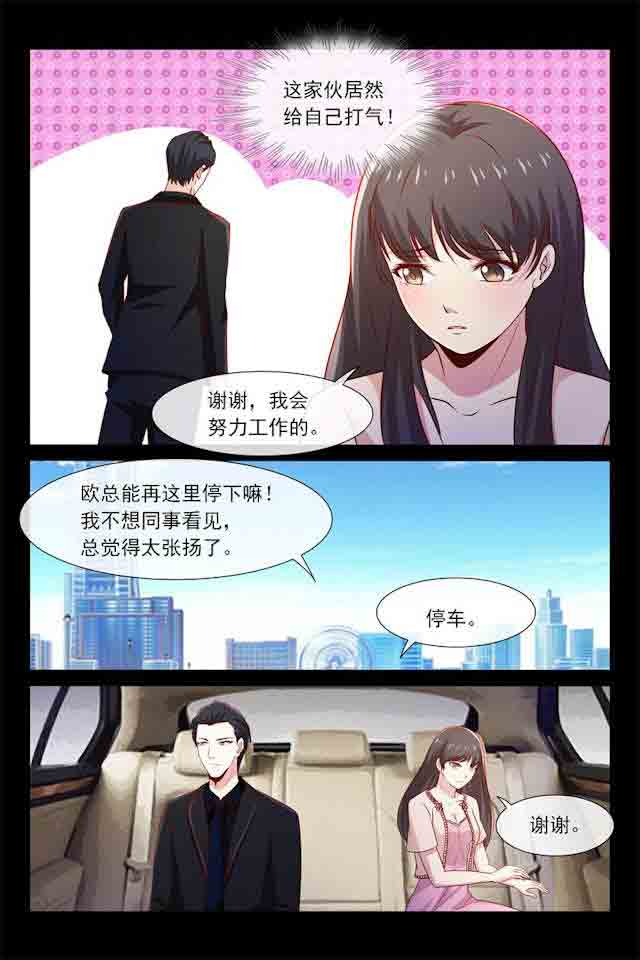 这家伙居然
给自己打气！
谢谢，我会
努力工作的。
欧总能再这里停下嘛！
我不想同事看见，
总觉得太张扬了。
停车。
谢谢。